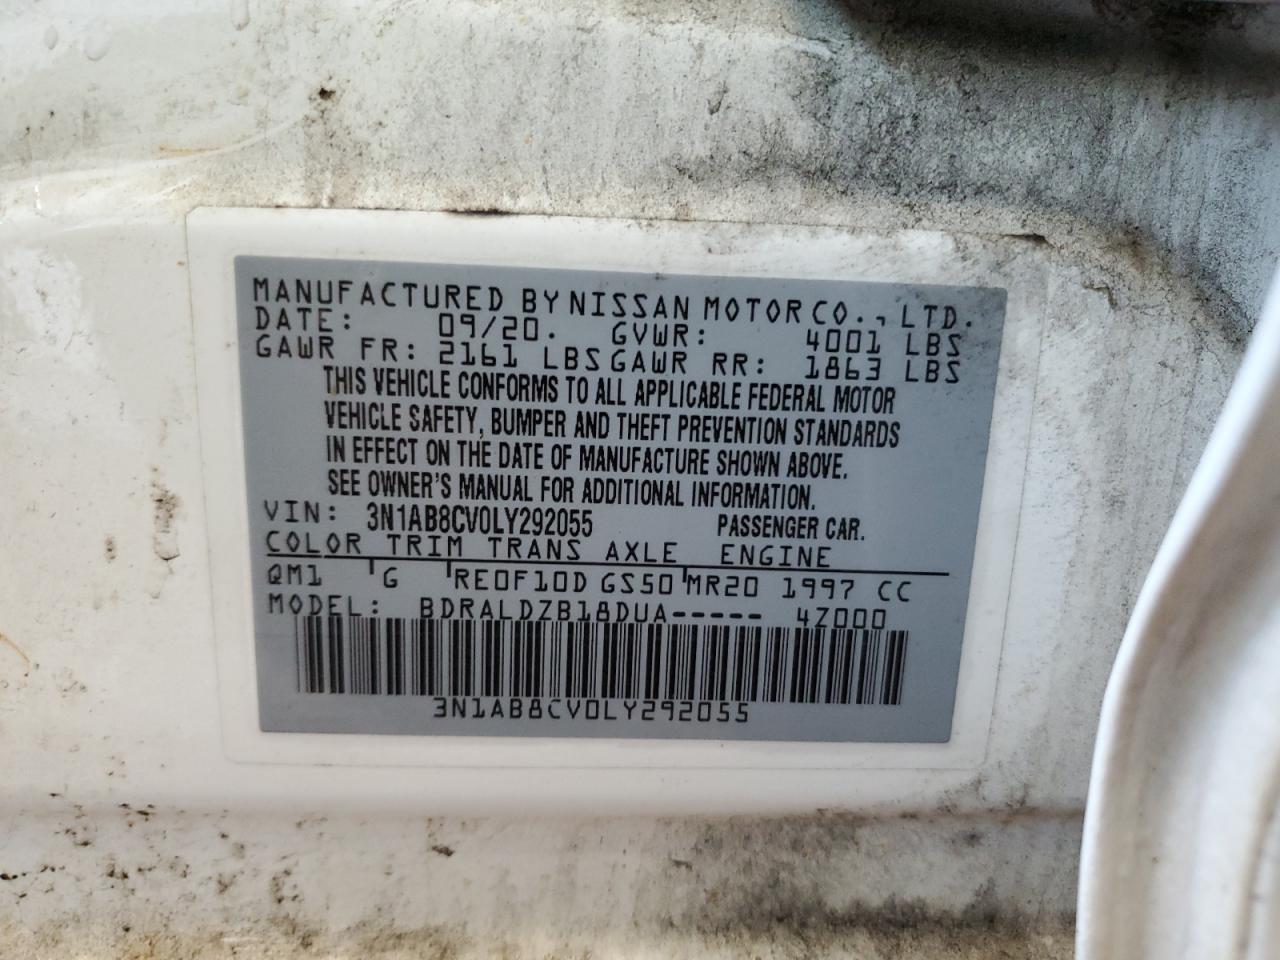 MANUFACTURED BY NISSAN MOTOR CO., LTD.
DATE: 09/20. GVWR: 4001 LBS
GAWR FR: 2161 LBS GAWR RR: 1863 LBS
THIS VEHICLE CONFORMS TO ALL APPLICABLE FEDERAL MOTOR
VEHICLE SAFETY, BUMPER AND THEFT PREVENTION STANDARDS
IN EFFECT ON THE DATE OF MANUFACTURE SHOWN ABOVE.
SEE OWNER'S MANUAL FOR ADDITIONAL INFORMATION.
VIN: 3N1AB8CV0LY292055 PASSENGER CAR.
COLOR TRIM TRANS AXLE ENGINE
QM1 G RE0F10D GS50 MR20 1997 CC
MODEL: BDRALDZB18DUA----- 4Z000
3N1AB8CV0LY292055